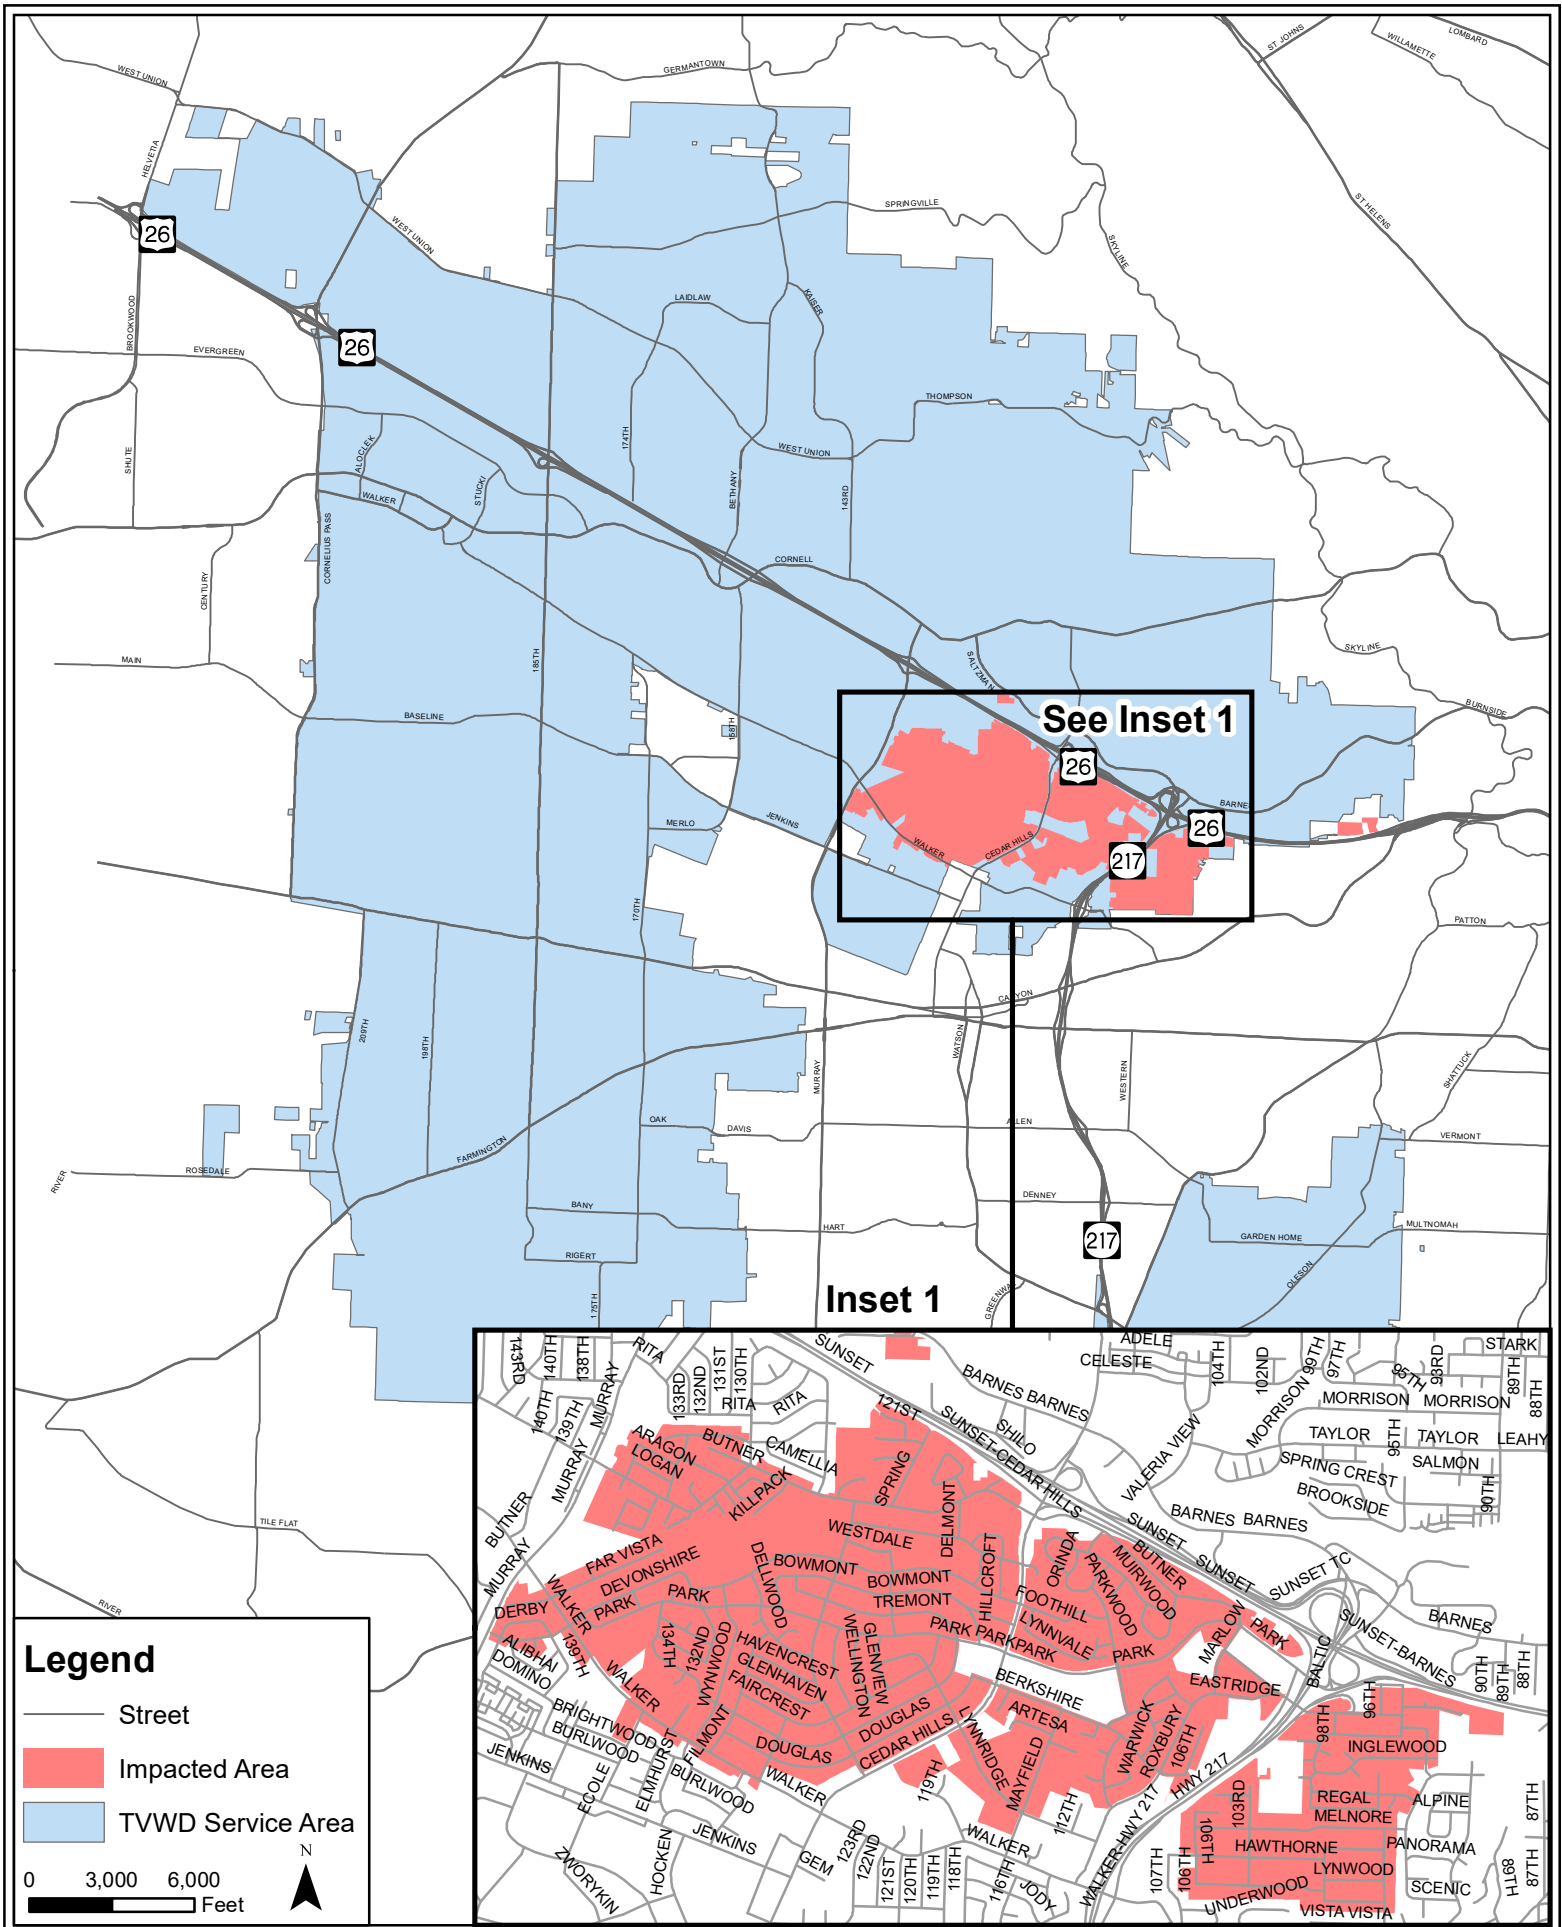 WEST UNION
GERMANTOWN
ST JOHNS
WILLAMETTE
LOMBARD
HELVETIA
26
WEST UNION
SPRINGVILLE
SKYLINE
ST HELENS
BROOKWOOD
26
EVERGREEN
LAIDLAW
KAISER
THOMPSON
SHUTE
ALOCLEK
STUCKI
WALKER
174TH
BETHANY
WEST UNION
143RD
CORNELIUS PASS
CENTURY
CORNELL
MAIN
185TH
SALTZMAN
SKYLINE
BASELINE
158TH
See Inset 1
BURNSIDE
26
MERLO
JENKINS
WALKER
CEDAR HILLS
BARNES
26
217
170TH
PATTON
CANYON
209TH
198TH
WATSON
MURRAY
WESTERN
SHATTUCK
OAK
DAVIS
ALLEN
VERMONT
FARMINGTON
RIVER
ROSEDALE
BANY
HART
DENNEY
MULTNOMAH
GARDEN HOME
217
RIGERT
175TH
OLESON
Inset 1
TILE FLAT
RIVER
143RD
140TH
138TH
RITA
MURRAY
133RD
132ND
131ST
130TH
RITA
RITA
SUNSET
BARNES BARNES
ADELE
CELESTE
104TH
102ND
99TH
97TH
95TH
93RD
STARK
89TH
88TH
140TH
139TH
MURRAY
ARAGON
LOGAN
BUTNER
CAMELLIA
KILLPACK
121ST
SPRING
SUNSET-CEDAR HILLS
SHILO
VALERIA VIEW
MORRISON
MORRISON
MORRISON
TAYLOR
95TH
TAYLOR
LEAHY
SPRING CREST
SALMON
BROOKSIDE
90TH
BUTNER
MURRAY
WESTDALE
DELMONT
BARNES BARNES
SUNSET
SUNSET
SUNSET TC
FAR VISTA
DEVONSHIRE
PARK
PARK
DELLWOOD
BOWMONT
BOWMONT
TREMONT
HILLCROFT
ORINDA
FOOTHILL
LYNNVALE
PARKWOOD
MUIRWOOD
BUTNER
MARLOW
PARK
BARNES
SUNSET-BARNES
DERBY
WALKER
ALIBHAI
DOMINO
139TH
134TH
132ND
WYNWOOD
HAVENCREST
GLENHAVEN
FAIRCREST
WELLINGTON
GLENVIEW
PARK PARKPARK
PARK
BALTIC
90TH
89TH
88TH
WALKER
BRIGHTWOOD
BURLWOOD
JENKINS
FILMONT
ELMHURST
ECOLE
BURLWOOD
DOUGLAS
DOUGLAS
CEDAR HILLS
BERKSHIRE
ARTESA
LYNNRIDGE
MAYFIELD
WARWICK
ROXBURY
106TH
EASTRIDGE
98TH
96TH
INGLEWOOD
WALKER
119TH
112TH
HWY 217
WALKER-HWY 217
103RD
REGAL
MELNORE
ALPINE
87TH
HOCKEN
JENKINS
GEM
ZWORYKIN
123RD
122ND
121ST
120TH
119TH
118TH
WALKER
116TH
JODY
107TH
106TH
106TH
HAWTHORNE
PANORAMA
LYNWOOD
UNDERWOOD
SCENIC
89TH
87TH
VISTA VISTA
Legend
Street
Impacted Area
TVWD Service Area
N
0 3,000 6,000
Feet